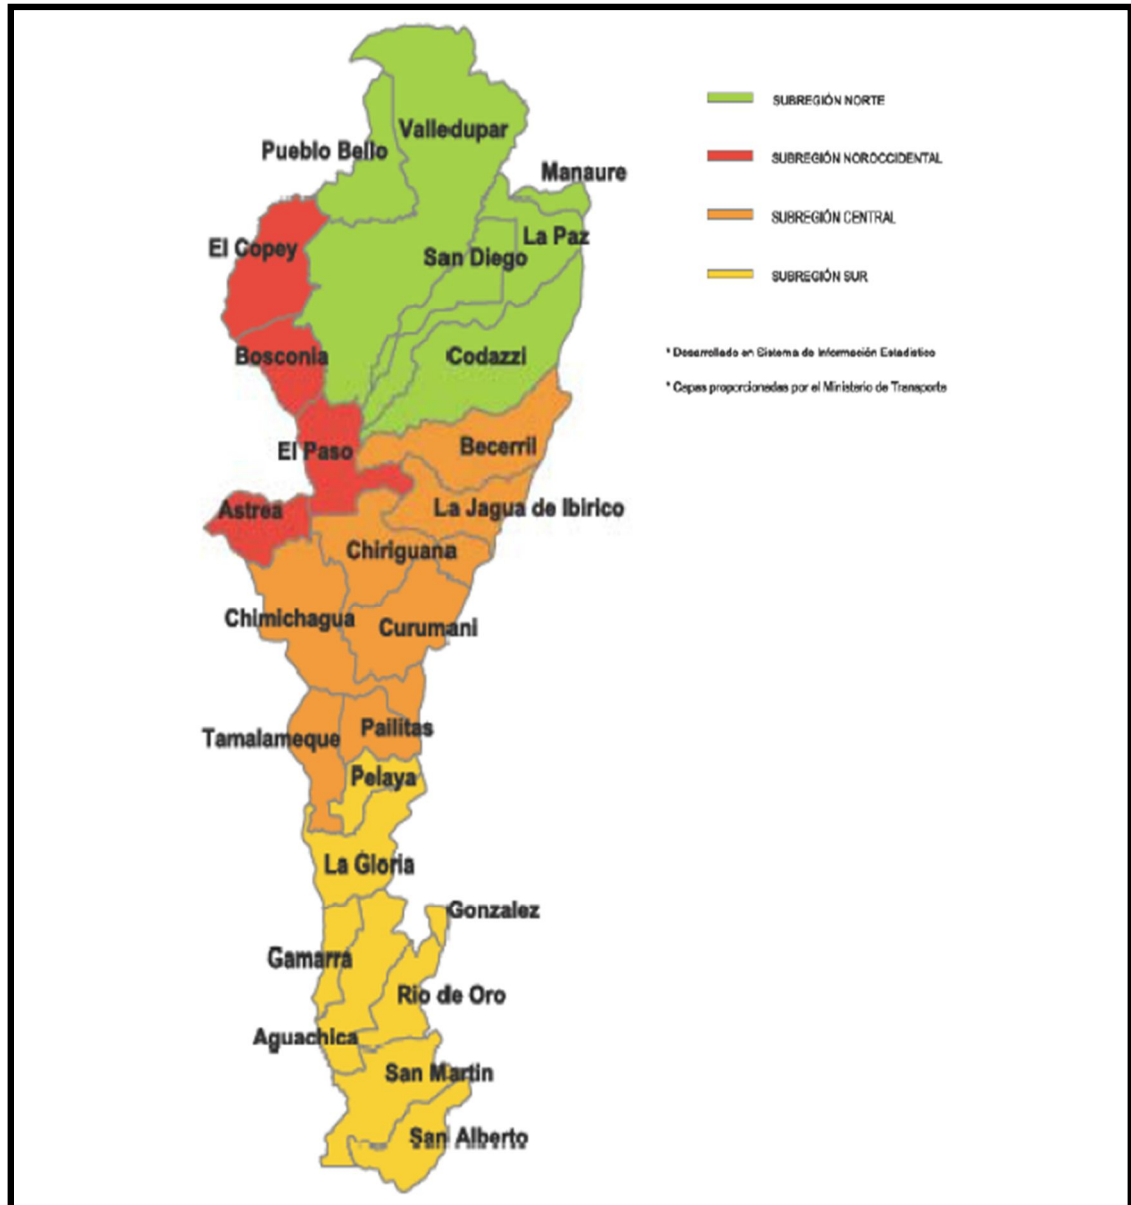 Valledupar
Pueblo Bello
Manaure
El Copey
La Paz
San Diego
Bosconia
Codazzi
El Paso
Becerril
Astrea
La Jagua de Ibirico
Chiriguana
Chimichagua
Curumani
Tamalameque
Pailitas
Pelaya
La Gloria
Gonzalez
Gamarra
Rio de Oro
Aguachica
San Martin
San Alberto
SUBREGIÓN NORTE
SUBREGIÓN NOROCCIDENTAL
SUBREGIÓN CENTRAL
SUBREGIÓN SUR
* Desarrollado en Sistema de Información Estadístico
* Capas proporcionadas por el Ministerio de Transporte